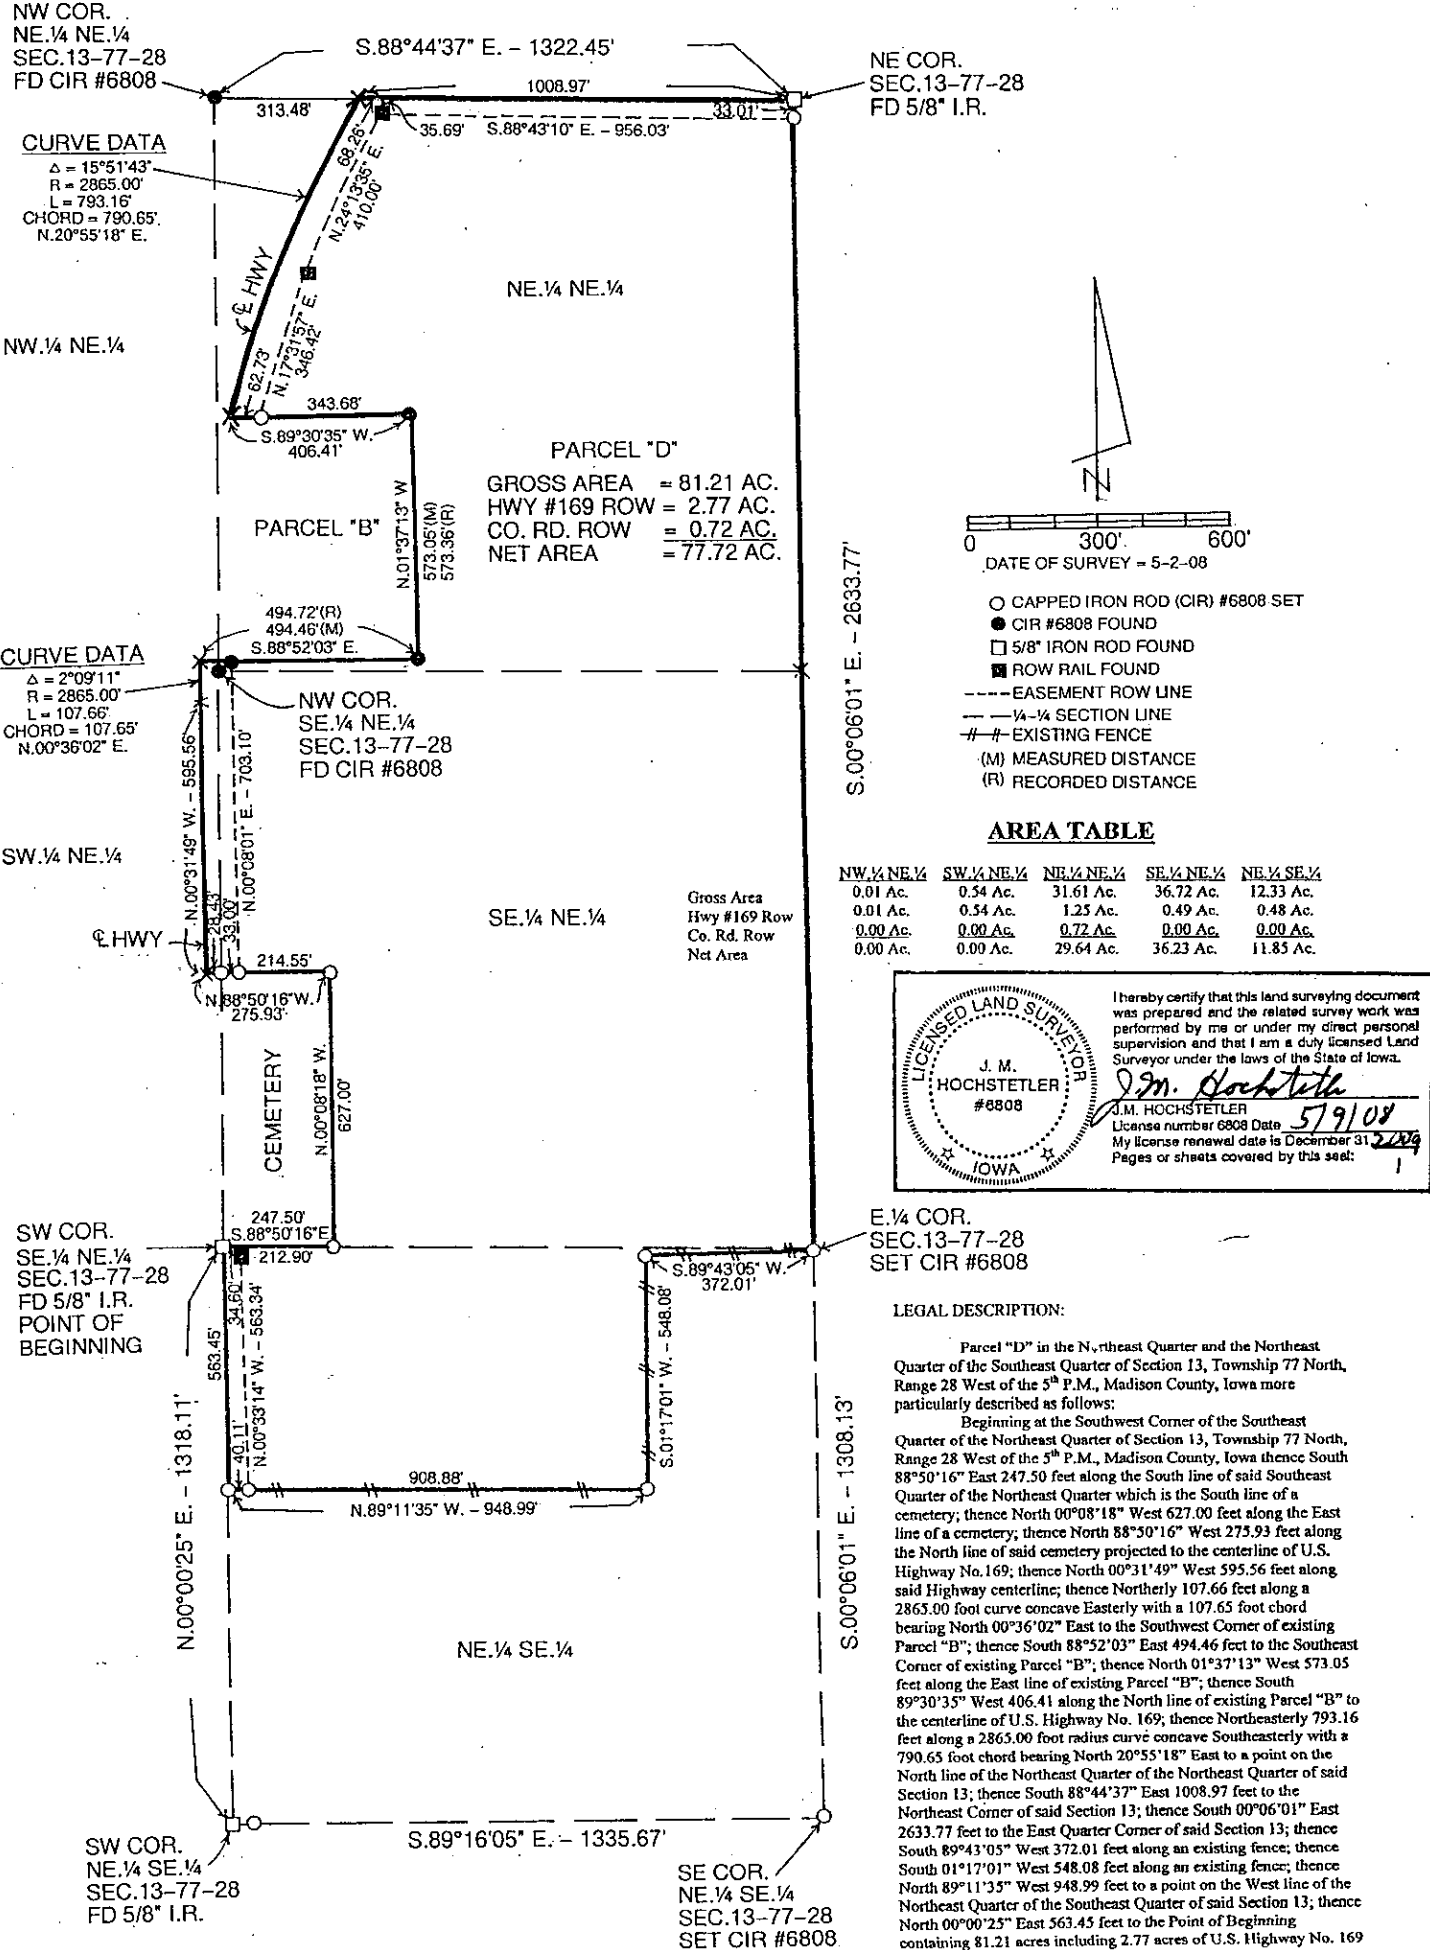 NW COR.
NE.¼ NE.¼
SEC.13-77-28
FD CIR #6808
S.88°44'37" E. - 1322.45'
NE COR.
SEC.13-77-28
FD 5/8" I.R.
1008.97'
313.48'
33.01'
35.69'
S.88°43'10" E. - 956.03'
CURVE DATA
Δ = 15°51'43"
R = 2865.00'
L = 793.16'
CHORD = 790.65'
N.20°55'18" E.
68.26'
N.24°13'35" E.
410.00'
℄ HWY
NE.¼ NE.¼
NW.¼ NE.¼
62.73'
N.17°31'57" E.
346.42'
343.68'
S.89°30'35" W.
406.41'
PARCEL "D"
GROSS AREA = 81.21 AC.
HWY #169 ROW = 2.77 AC.
CO. RD. ROW = 0.72 AC.
NET AREA = 77.72 AC.
PARCEL "B"
N.01°37'13" W
573.05'(M)
573.36'(R)
494.72'(R)
494.46'(M)
S.88°52'03" E.
S.00°06'01" E. - 2633.77'
N
0 300' 600'
DATE OF SURVEY = 5-2-08
CAPPED IRON ROD (CIR) #6808 SET
CIR #6808 FOUND
5/8" IRON ROD FOUND
ROW RAIL FOUND
EASEMENT ROW LINE
¼-¼ SECTION LINE
EXISTING FENCE
(M) MEASURED DISTANCE
(R) RECORDED DISTANCE
CURVE DATA
Δ = 2°09'11"
R = 2865.00'
L = 107.66'
CHORD = 107.65'
N.00°36'02" E.
NW COR.
SE.¼ NE.¼
SEC.13-77-28
FD CIR #6808
N.00°31'49" W. - 595.56'
N.00°08'01" E. - 703.10'
SW.¼ NE.¼
28.43'
33.00'
℄ HWY
SE.¼ NE.¼
214.55'
N.88°50'16"W.
275.93'
CEMETERY
N.00°08'18" W.
627.00'
AREA TABLE
NW.¼ NE.¼ SW.¼ NE.¼ NE.¼ NE.¼ SE.¼ NE.¼ NE.¼ SE.¼
Gross Area 0.01 Ac. 0.54 Ac. 31.61 Ac. 36.72 Ac. 12.33 Ac.
Hwy #169 Row 0.01 Ac. 0.54 Ac. 1.25 Ac. 0.49 Ac. 0.48 Ac.
Co. Rd. Row 0.00 Ac. 0.00 Ac. 0.72 Ac. 0.00 Ac. 0.00 Ac.
Net Area 0.00 Ac. 0.00 Ac. 29.64 Ac. 36.23 Ac. 11.85 Ac.
LICENSED LAND SURVEYOR
J. M.
HOCHSTETLER
#6808
IOWA
I hereby certify that this land surveying document
was prepared and the related survey work was
performed by me or under my direct personal
supervision and that I am a duly licensed Land
Surveyor under the laws of the State of Iowa.
J.M. Hochstetler
J.M. HOCHSTETLER
License number 6808 Date 5/9/08
My license renewal date is December 31 2009
Pages or sheets covered by this seal:
1
SW COR.
SE.¼ NE.¼
SEC.13-77-28
FD 5/8" I.R.
POINT OF
BEGINNING
247.50'
S.88°50'16"E
212.90'
E.¼ COR.
SEC.13-77-28
SET CIR #6808
S.89°43'05" W.
372.01'
34.60'
563.45'
N.00°33'14" W. - 563.34'
40.11'
S.01°17'01" W. - 548.08'
908.88'
N.89°11'35" W. - 948.99'
N.00°00'25" E. - 1318.11'
S.00°06'01" E. - 1308.13'
NE.¼ SE.¼
S.89°16'05" E. - 1335.67'
SW COR.
NE.¼ SE.¼
SEC.13-77-28
FD 5/8" I.R.
SE COR.
NE.¼ SE.¼
SEC.13-77-28
SET CIR #6808
LEGAL DESCRIPTION:
Parcel "D" in the Northeast Quarter and the Northeast
Quarter of the Southeast Quarter of Section 13, Township 77 North,
Range 28 West of the 5th P.M., Madison County, Iowa more
particularly described as follows:
Beginning at the Southwest Corner of the Southeast
Quarter of the Northeast Quarter of Section 13, Township 77 North,
Range 28 West of the 5th P.M., Madison County, Iowa thence South
88°50'16" East 247.50 feet along the South line of said Southeast
Quarter of the Northeast Quarter which is the South line of a
cemetery; thence North 00°08'18" West 627.00 feet along the East
line of a cemetery; thence North 88°50'16" West 275.93 feet along
the North line of said cemetery projected to the centerline of U.S.
Highway No.169; thence North 00°31'49" West 595.56 feet along
said Highway centerline; thence Northerly 107.66 feet along a
2865.00 foot curve concave Easterly with a 107.65 foot chord
bearing North 00°36'02" East to the Southwest Corner of existing
Parcel "B"; thence South 88°52'03" East 494.46 feet to the Southeast
Corner of existing Parcel "B"; thence North 01°37'13" West 573.05
feet along the East line of existing Parcel "B"; thence South
89°30'35" West 406.41 along the North line of existing Parcel "B" to
the centerline of U.S. Highway No. 169; thence Northeasterly 793.16
feet along a 2865.00 foot radius curve concave Southeasterly with a
790.65 foot chord bearing North 20°55'18" East to a point on the
North line of the Northeast Quarter of the Northeast Quarter of said
Section 13; thence South 88°44'37" East 1008.97 feet to the
Northeast Corner of said Section 13; thence South 00°06'01" East
2633.77 feet to the East Quarter Corner of said Section 13; thence
South 89°43'05" West 372.01 feet along an existing fence; thence
South 01°17'01" West 548.08 feet along an existing fence; thence
North 89°11'35" West 948.99 feet to a point on the West line of the
Northeast Quarter of the Southeast Quarter of said Section 13; thence
North 00°00'25" East 563.45 feet to the Point of Beginning
containing 81.21 acres including 2.77 acres of U.S. Highway No. 169